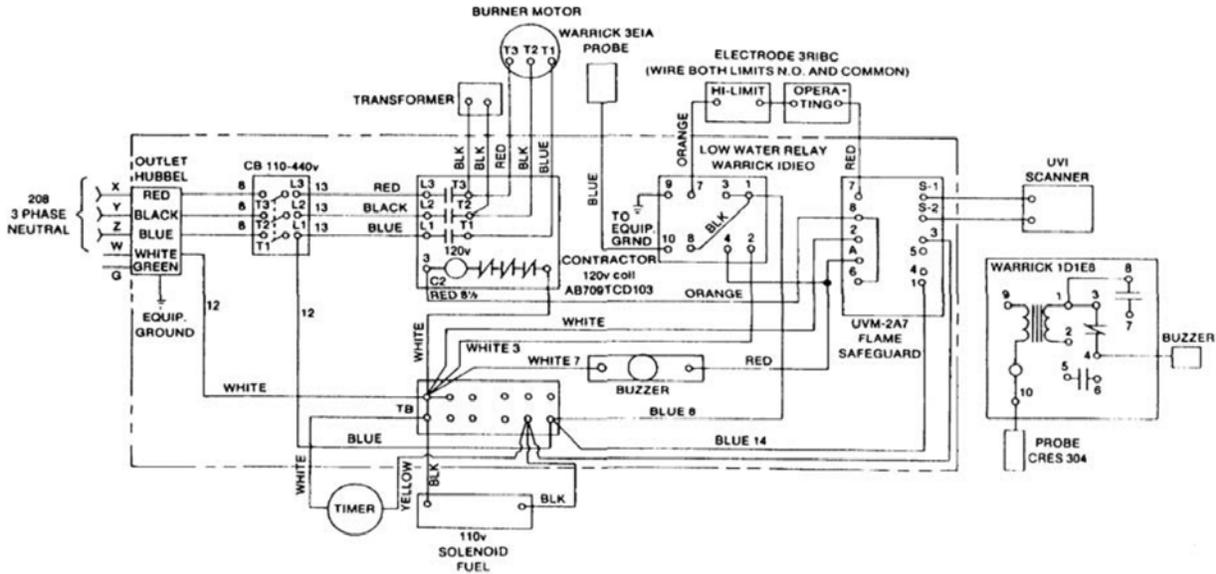 BURNER MOTOR
T3 T2 T1
WARRICK 3EIA
PROBE
ELECTRODE 3RIBC
(WIRE BOTH LIMITS N.O. AND COMMON)
HI-LIMIT
OPERA-
TING
TRANSFORMER
BLK
BLK
RED
BLK
BLUE
BLUE
ORANGE
RED
LOW WATER RELAY
WARRICK IDIEO
OUTLET
HUBBEL
CB 110-440v
208
3 PHASE
NEUTRAL
X
Y
Z
W
G
RED
BLACK
BLUE
WHITE
GREEN
EQUIP.
GROUND
8
8
8
T3
T2
T1
L3
L2
L1
13
13
13
RED
BLACK
BLUE
L3
L2
L1
T3
T2
T1
120v
3
C2
RED 8½
CONTRACTOR
120v coil
AB709TCD103
9
7
3
1
BLK
TO
EQUIP.
GRND
10
8
4
2
ORANGE
7
8
2
A
6
S-1
S-2
3
5
4
1
UVM-2A7
FLAME
SAFEGUARD
UVI
SCANNER
12
12
WHITE
WHITE
WHITE 3
WHITE 7
BUZZER
RED
WHITE
TB
BLUE 8
BLUE
BLUE 14
WHITE
YELLOW
BLK
BLK
TIMER
110v
SOLENOID
FUEL
WARRICK 1D1E6
9
1
3
8
2
7
4
5
6
10
BUZZER
PROBE
CRES 304